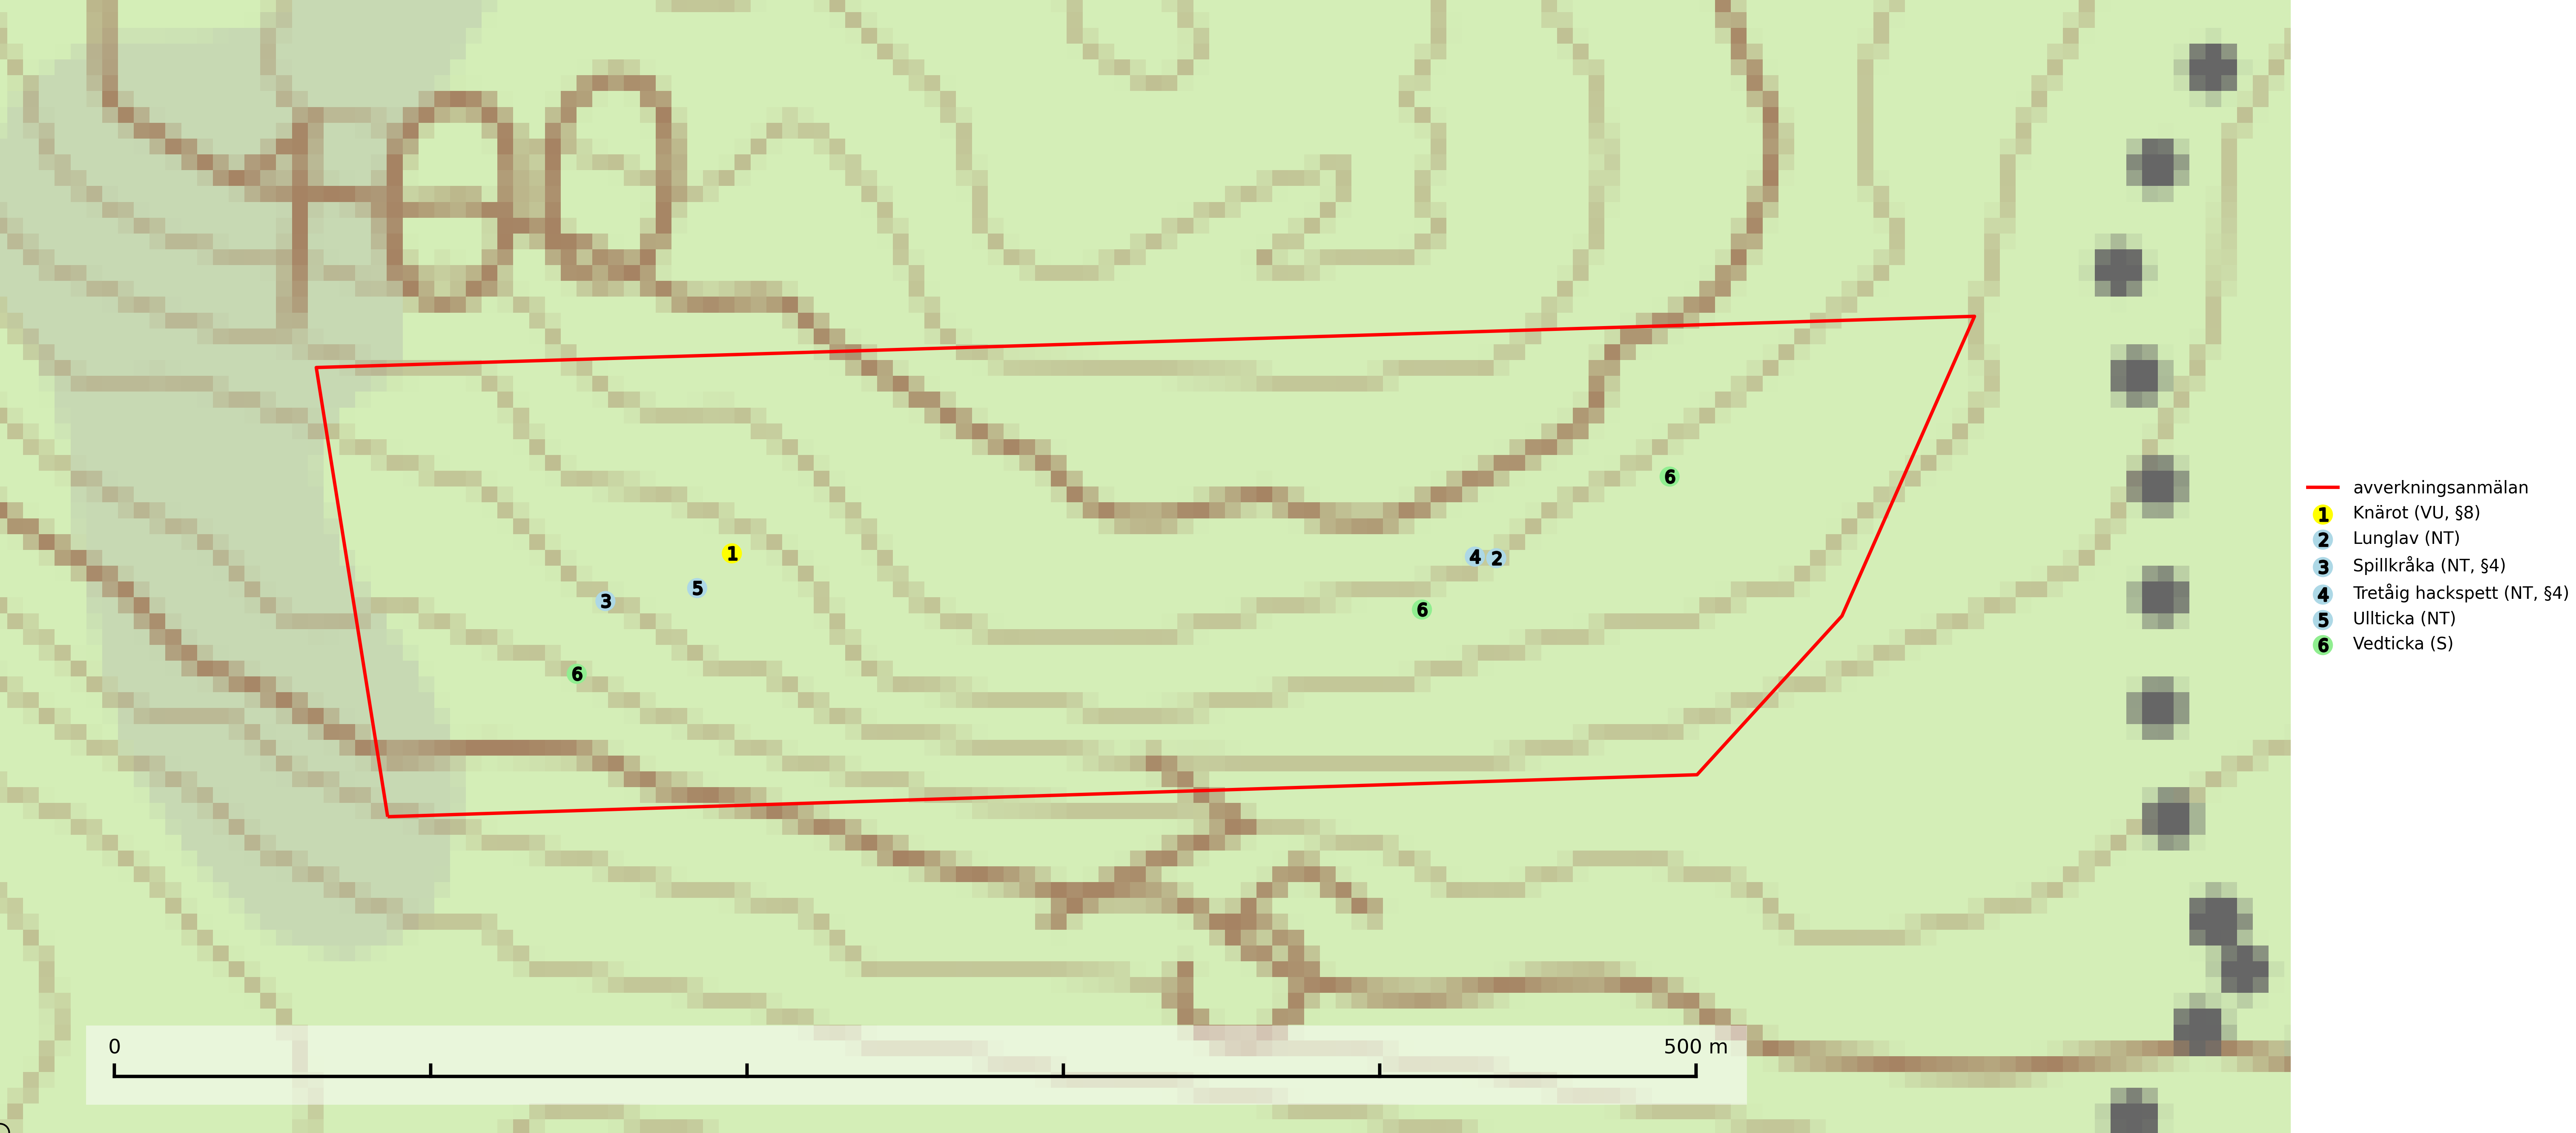 6
1
4 2
5
3
6
6
0
500 m
avverkningsanmälan
1 Knärot (VU, §8)
2 Lunglav (NT)
3 Spillkråka (NT, §4)
4 Tretåig hackspett (NT, §4)
5 Ullticka (NT)
6 Vedticka (S)